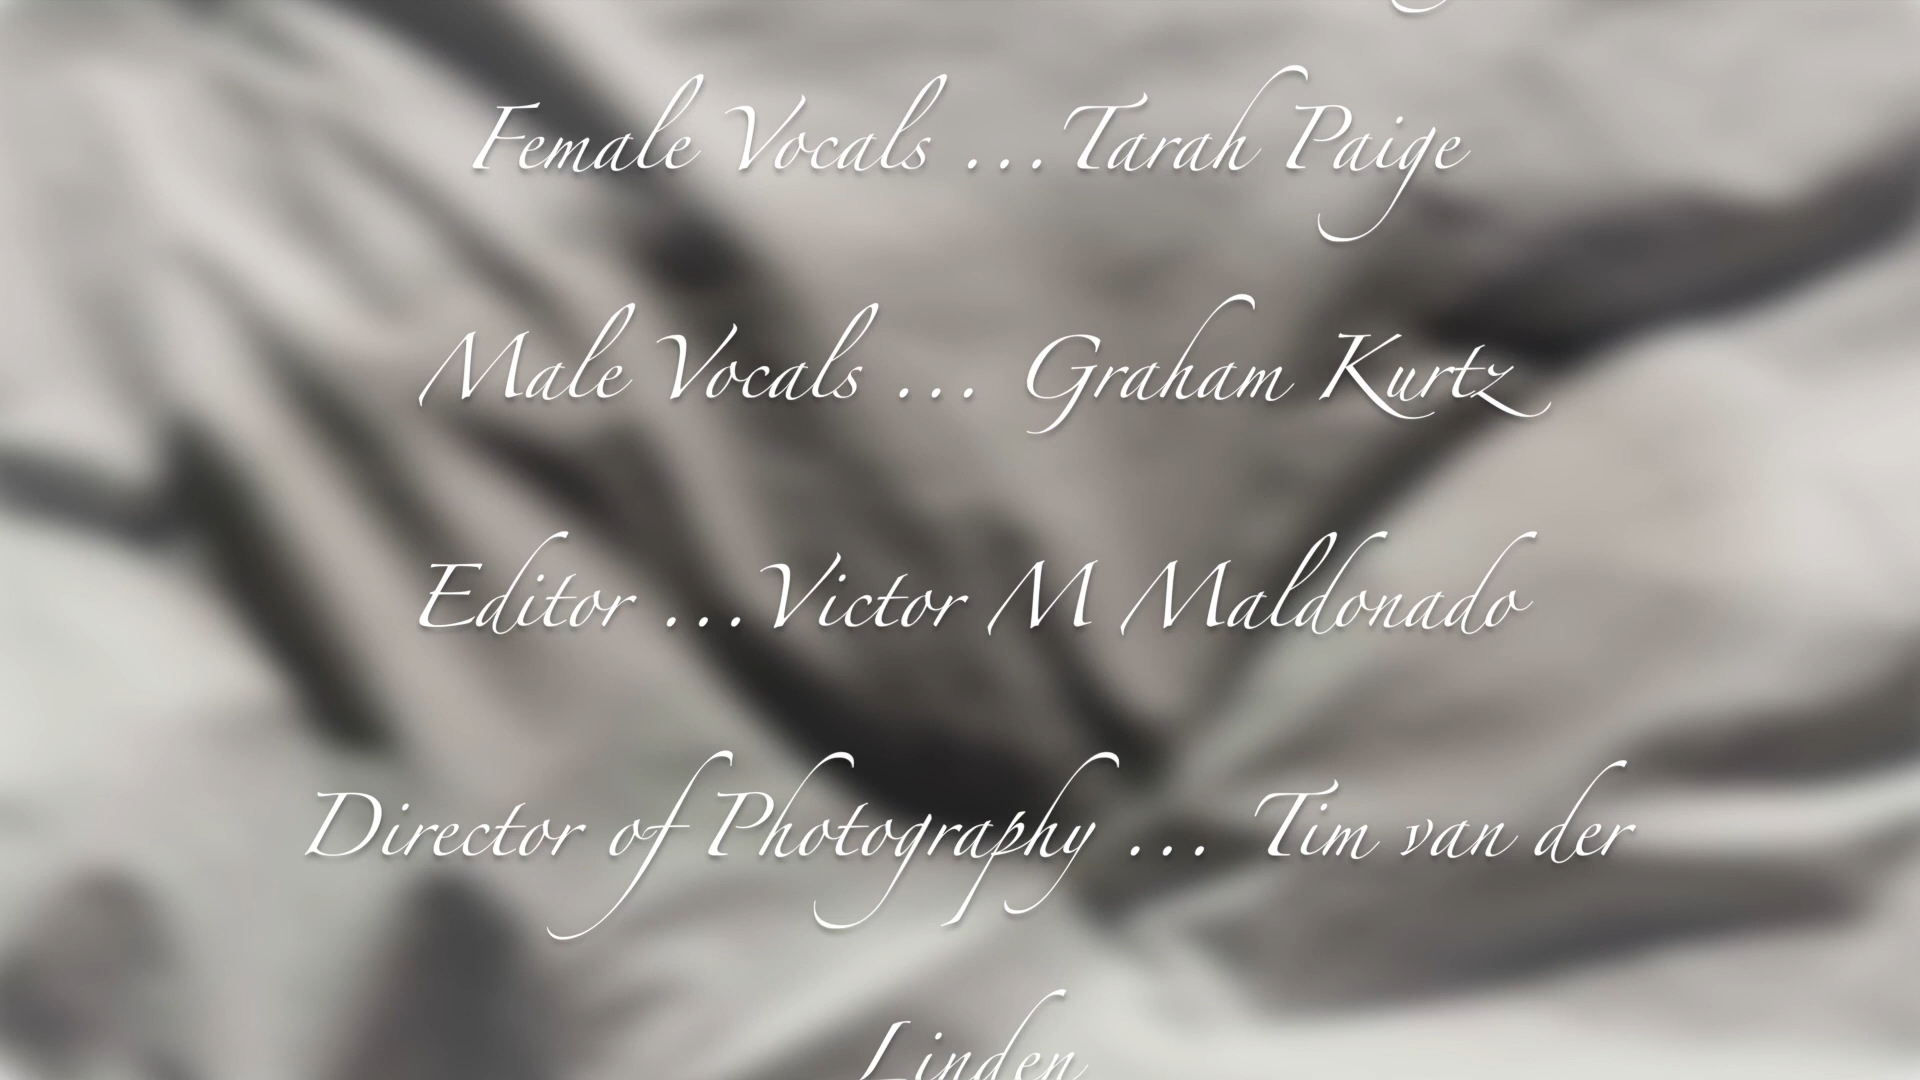 Female Vocals ...Tarah Paige
Male Vocals ... Graham Kurtz
Editor ...Victor M Maldonado
Director of Photography ... Tim van der
Linden